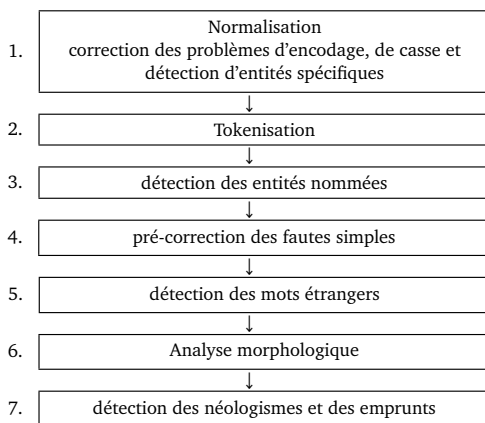 Normalisation
1. correction des problèmes d'encodage, de casse et
détection d'entités spécifiques
↓
2. Tokenisation
↓
3. détection des entités nommées
↓
4. pré-correction des fautes simples
↓
5. détection des mots étrangers
↓
6. Analyse morphologique
↓
7. détection des néologismes et des emprunts